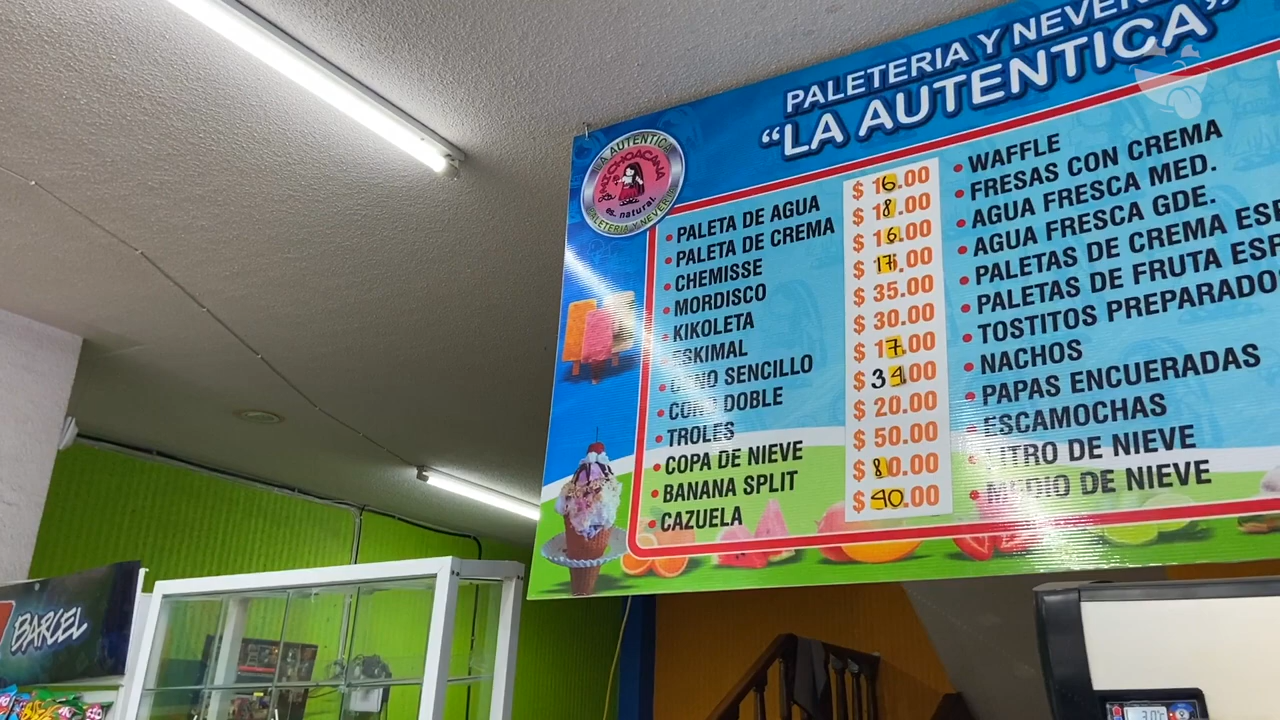 PALETERIA Y NEVERI
"LA AUTENTICA"
LA AUTENTICA
MICHOACANA
es natural
PALETERIA Y NEVERIA
PALETA DE AGUA $ 16.00
PALETA DE CREMA $ 18.00
CHEMISSE $ 16.00
MORDISCO $ 17.00
KIKOLETA $ 35.00
ESKIMAL $ 30.00
CONO SENCILLO $ 17.00
CONO DOBLE $ 34.00
TROLES $ 20.00
COPA DE NIEVE $ 50.00
BANANA SPLIT $ 80.00
CAZUELA $ 40.00
WAFFLE
FRESAS CON CREMA
AGUA FRESCA MED.
AGUA FRESCA GDE.
PALETAS DE CREMA ESP
PALETAS DE FRUTA ESP
TOSTITOS PREPARADO
NACHOS
PAPAS ENCUERADAS
ESCAMOCHAS
LITRO DE NIEVE
MEDIO DE NIEVE
BARCEL